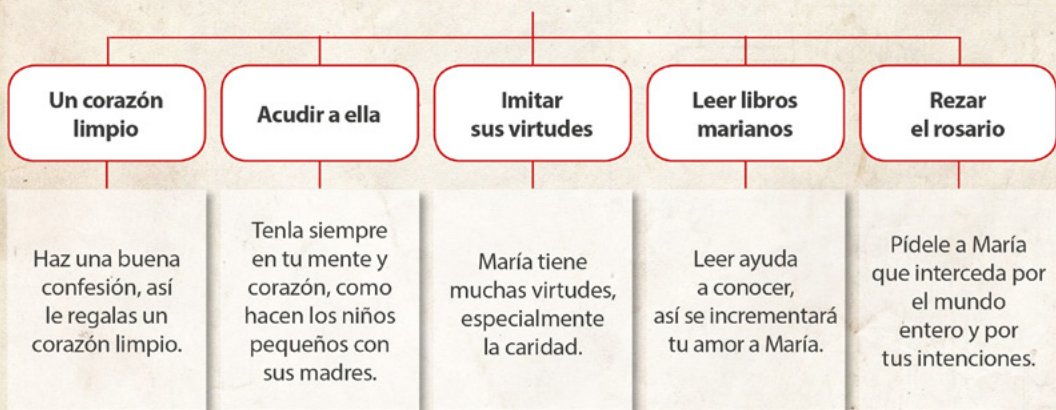 Un corazón
limpio
Haz una buena
confesión, así
le regalas un
corazón limpio.
Acudir a ella
Tenla siempre
en tu mente y
corazón, como
hacen los niños
pequeños con
sus madres.
Imitar
sus virtudes
María tiene
muchas virtudes,
especialmente
la caridad.
Leer libros
marianos
Leer ayuda
a conocer,
así se incrementará
tu amor a María.
Rezar
el rosario
Pídele a María
que interceda por
el mundo
entero y por
tus intenciones.